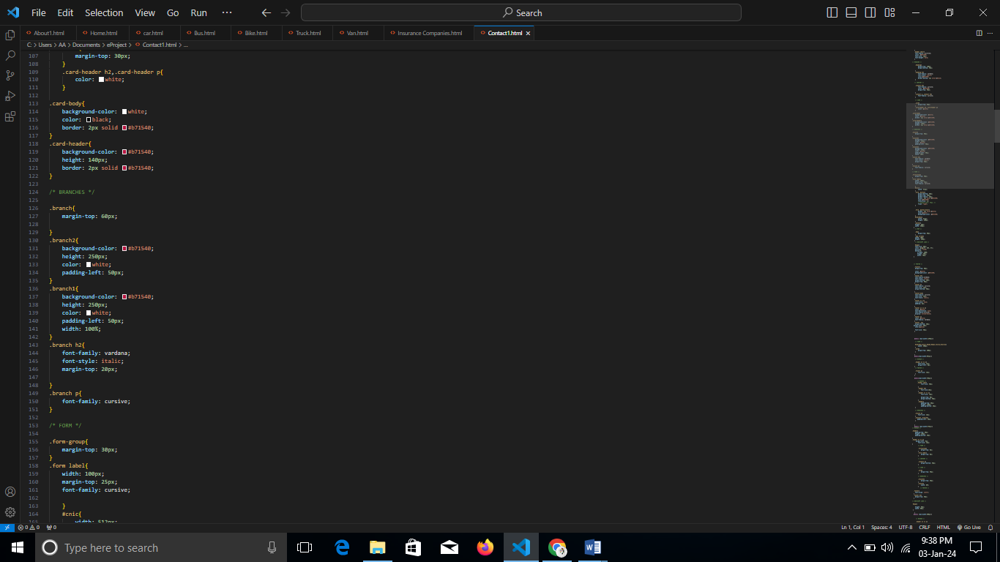 File Edit Selection View Go Run ··· Search
About1.html Home.html car.html Bus.html Bike.html Truck.html Van.html Insurance Companies.html Contact1.html
C: > Users > AA > Documents > eProject > Contact1.html > ...
107 margin-top: 30px;
108 }
109 .card-header h2,.card-header p{
110 color: white;
111 }
112
113 .card-body{
114 background-color: white;
115 color: black;
116 border: 2px solid #b71540;
117 }
118 .card-header{
119 background-color: #b71540;
120 height: 140px;
121 border: 2px solid #b71540;
122 }
123
124 /* BRANCHES */
125
126 .branch{
127 margin-top: 60px;
128
129 }
130 .branch2{
131 background-color: #b71540;
132 height: 250px;
133 color: white;
134 padding-left: 50px;
135 }
136 .branch1{
137 background-color: #b71540;
138 height: 250px;
139 color: white;
140 padding-left: 50px;
141 width: 100%;
142 }
143 .branch h2{
144 font-family: vardana;
145 font-style: italic;
146 margin-top: 20px;
147
148 }
149 .branch p{
150 font-family: cursive;
151 }
152
153 /* FORM */
154
155 .form-group{
156 margin-top: 30px;
157 }
158 .form label{
159 width: 100px;
160 margin-top: 25px;
161 font-family: cursive;
162
163 }
164 #cnic{
165 width: 512px;
0 0 0 Ln 1, Col 1 Spaces: 4 UTF-8 CRLF HTML Go Live
Type here to search
9:38 PM
03-Jan-24